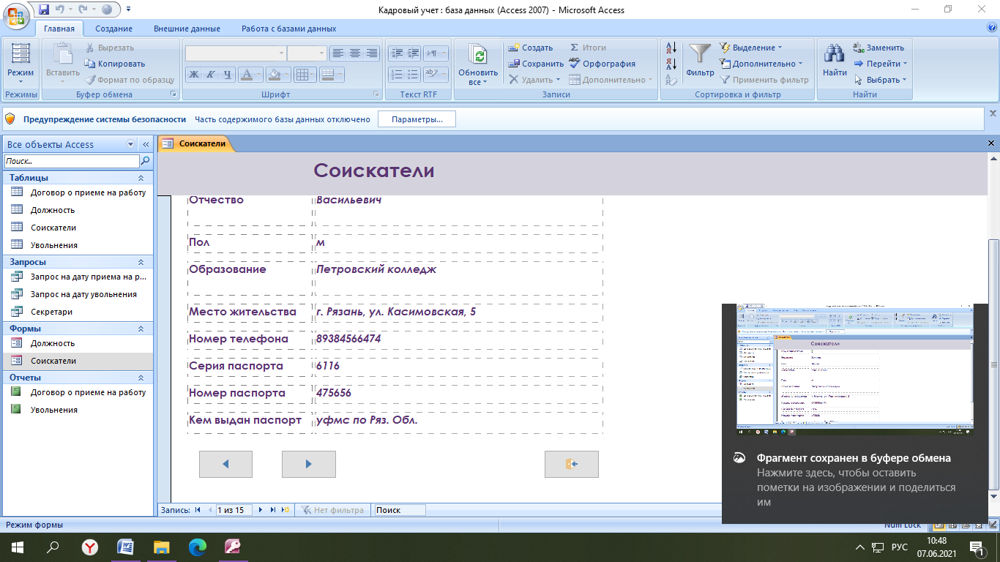 Кадровый учет : база данных (Access 2007) - Microsoft Access
Главная Создание Внешние данные Работа с базами данных
Режим
Режимы
Вставить
Вырезать
Копировать
Формат по образцу
Буфер обмена
Ж К Ч А
Шрифт
Текст RTF
Обновить все
Создать
Сохранить
Удалить
Итоги
Орфография
Дополнительно
Записи
Фильтр
Выделение
Дополнительно
Применить фильтр
Сортировка и фильтр
Найти
Заменить
Перейти
Выбрать
Найти
Предупреждение системы безопасности Часть содержимого базы данных отключено Параметры...
Все объекты Access
Поиск...
Таблицы
Договор о приеме на работу
Должность
Соискатели
Увольнения
Запросы
Запрос на дату приема на р...
Запрос на дату увольнения
Секретари
Формы
Должность
Соискатели
Отчеты
Договор о приеме на работу
Увольнения
Соискатели
Соискатели
Отчество Васильевич
Пол м
Образование Петровский колледж
Место жительства г. Рязань, ул. Касимовская, 5
Номер телефона 89384566474
Серия паспорта 6116
Номер паспорта 475656
Кем выдан паспорт уфмс по Ряз. Обл.
Запись: 1 из 15 Нет фильтра Поиск
Фрагмент сохранен в буфере обмена
Нажмите здесь, чтобы оставить
пометки на изображении и поделиться
им
Режим формы
Num Lock
РУС
10:48
07.06.2021
1